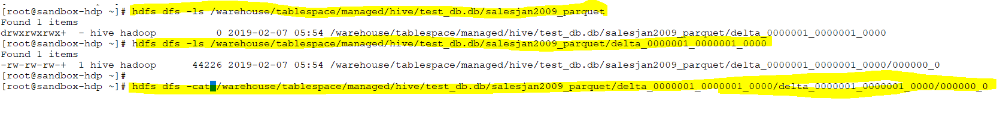 [root@sandbox-hdp ~]# hdfs dfs -ls /warehouse/tablespace/managed/hive/test_db.db/salesjan2009_parquet
Found 1 items
drwxrwxrwx+  - hive hadoop          0 2019-02-07 05:54 /warehouse/tablespace/managed/hive/test_db.db/salesjan2009_parquet/delta_0000001_0000001_0000
[root@sandbox-hdp ~]# hdfs dfs -ls /warehouse/tablespace/managed/hive/test_db.db/salesjan2009_parquet/delta_0000001_0000001_0000
Found 1 items
-rw-rw-rw-+  1 hive hadoop      44226 2019-02-07 05:54 /warehouse/tablespace/managed/hive/test_db.db/salesjan2009_parquet/delta_0000001_0000001_0000/000000_0
[root@sandbox-hdp ~]#
[root@sandbox-hdp ~]# hdfs dfs -cat /warehouse/tablespace/managed/hive/test_db.db/salesjan2009_parquet/delta_0000001_0000001_0000/delta_0000001_0000001_0000/000000_0